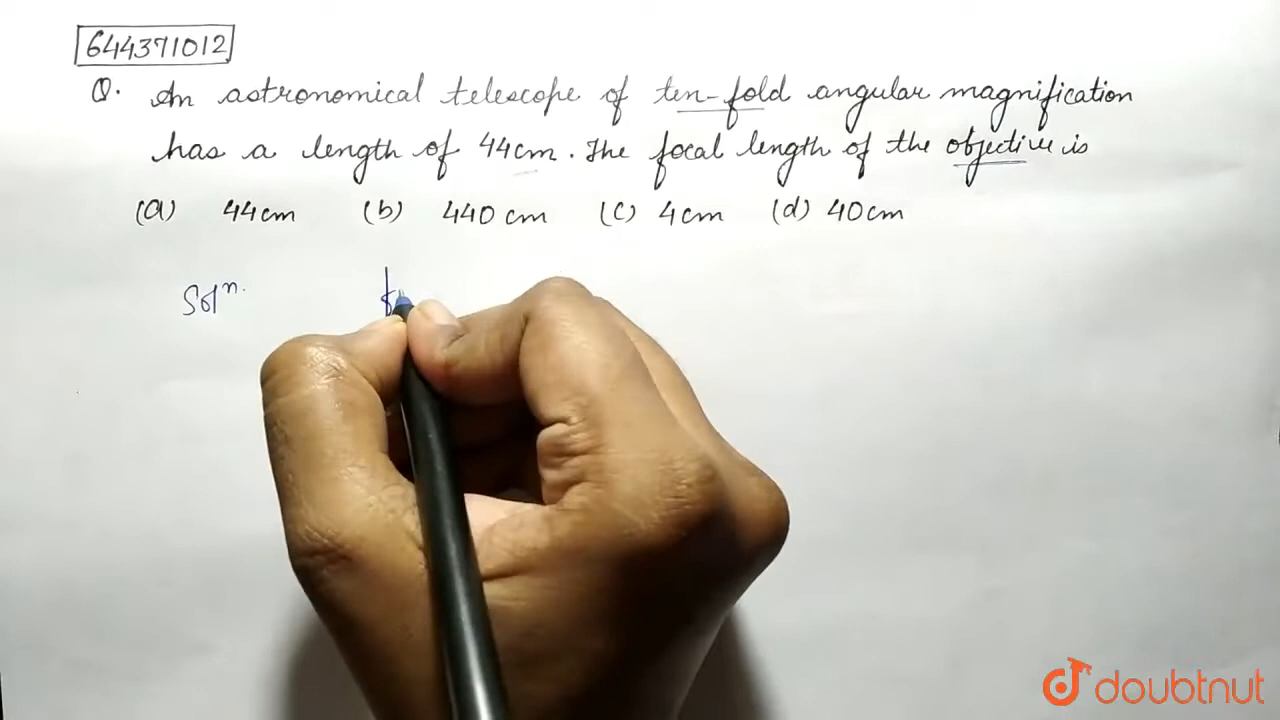 644371012
Q. An astronomical telescope of ten-fold angular magnification
has a length of 44cm. The focal length of the objective is
(a) 44cm (b) 440 cm (c) 4cm (d) 40cm
Solⁿ.
doubtnut